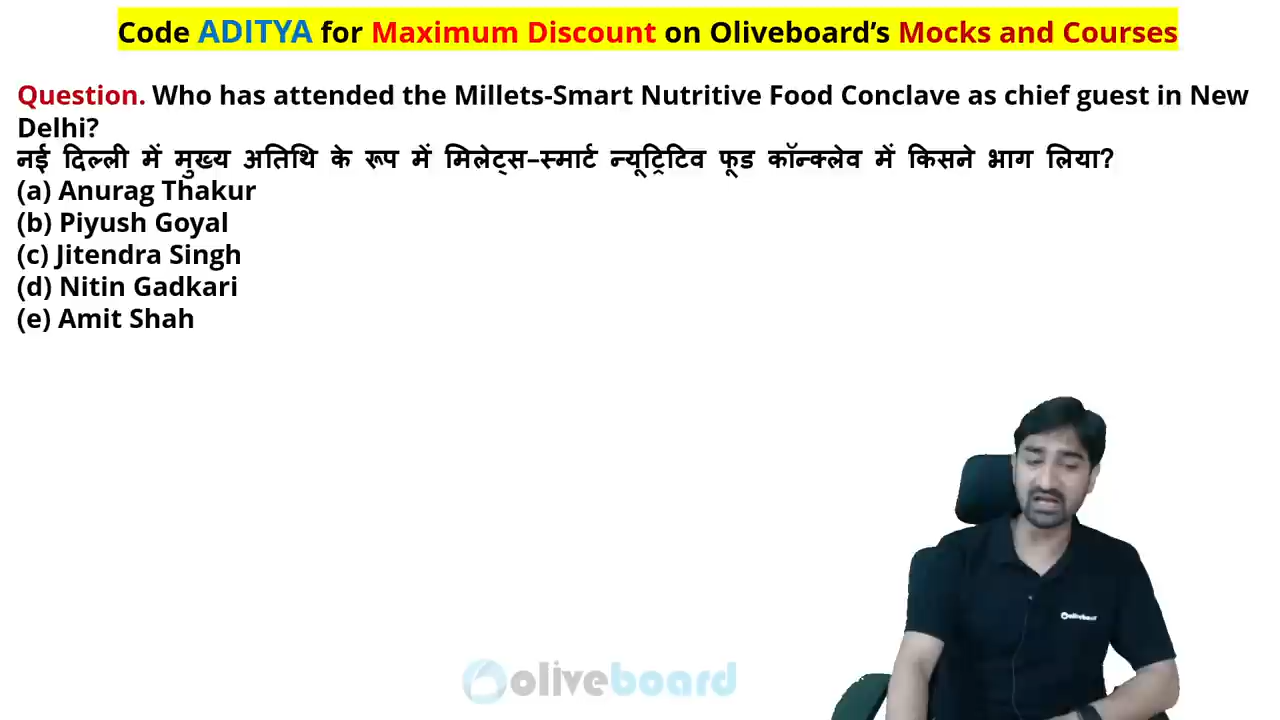 Code ADITYA for Maximum Discount on Oliveboard’s Mocks and Courses
Question. Who has attended the Millets-Smart Nutritive Food Conclave as chief guest in New
Delhi?
नई दिल्ली में मुख्य अतिथि के रूप में मिलेट्स–स्मार्ट न्यूट्रिटिव फूड कॉन्क्लेव में किसने भाग लिया?
(a) Anurag Thakur
(b) Piyush Goyal
(c) Jitendra Singh
(d) Nitin Gadkari
(e) Amit Shah
oliveboard
oliveboard